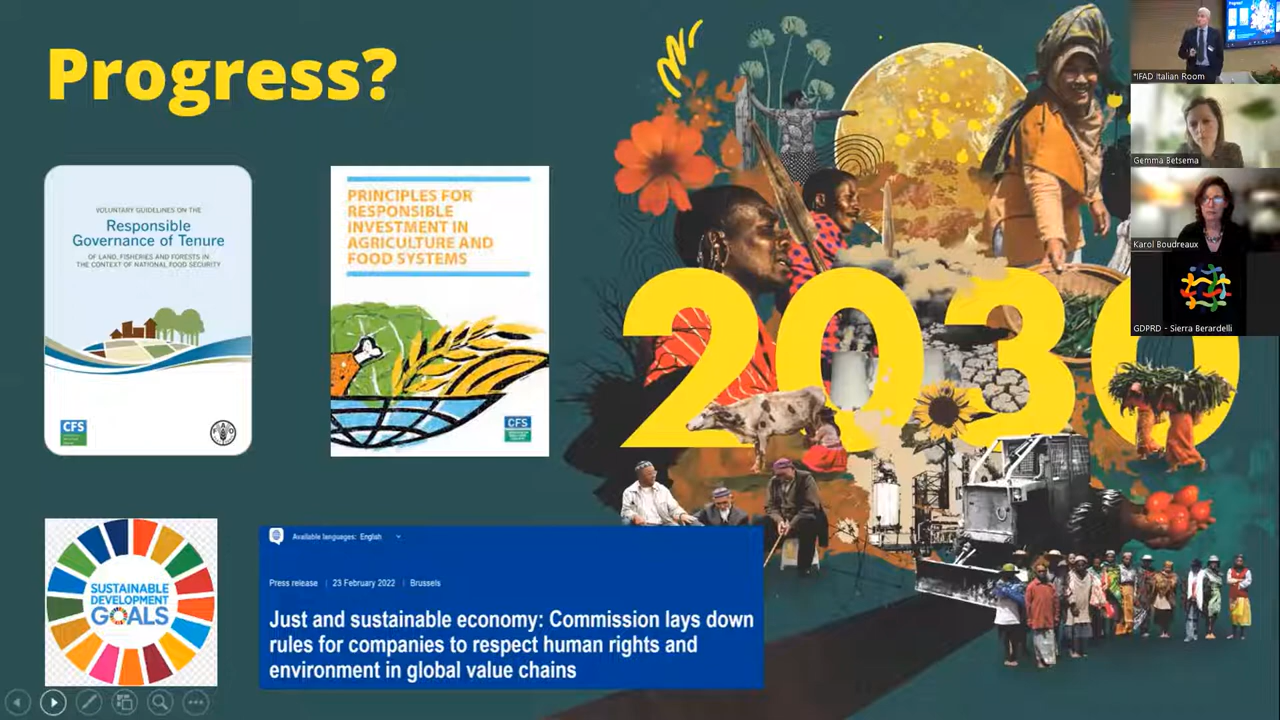 Progress?
VOLUNTARY GUIDELINES ON THE
Responsible
Governance of Tenure
OF LAND, FISHERIES AND FORESTS IN
THE CONTEXT OF NATIONAL FOOD SECURITY
CFS
PRINCIPLES FOR
RESPONSIBLE
INVESTMENT IN
AGRICULTURE AND
FOOD SYSTEMS
CFS
2030
SUSTAINABLE
DEVELOPMENT
GOALS
Available languages: English
Press release 23 February 2022 Brussels
Just and sustainable economy: Commission lays down
rules for companies to respect human rights and
environment in global value chains
*IFAD Italian Room
Gemma Betsema
Karol Boudreaux
GDPRD - Sierra Berardelli